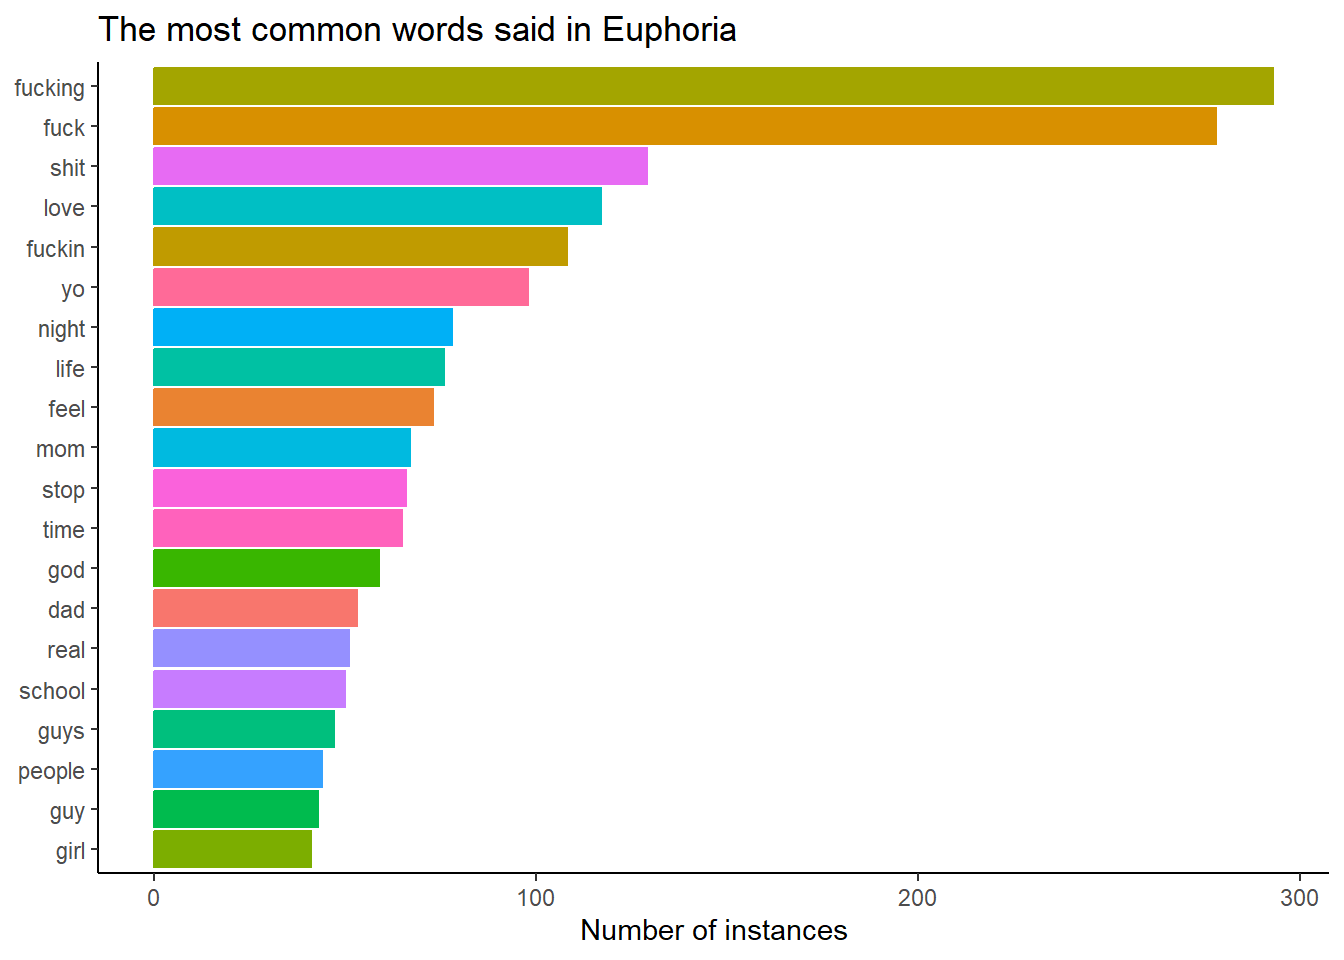 The most common words said in Euphoria
fucking
fuck
shit
love
fuckin
yo
night
life
feel
mom
stop
time
god
dad
real
school
guys
people
guy
girl
0 100 200 300
Number of instances